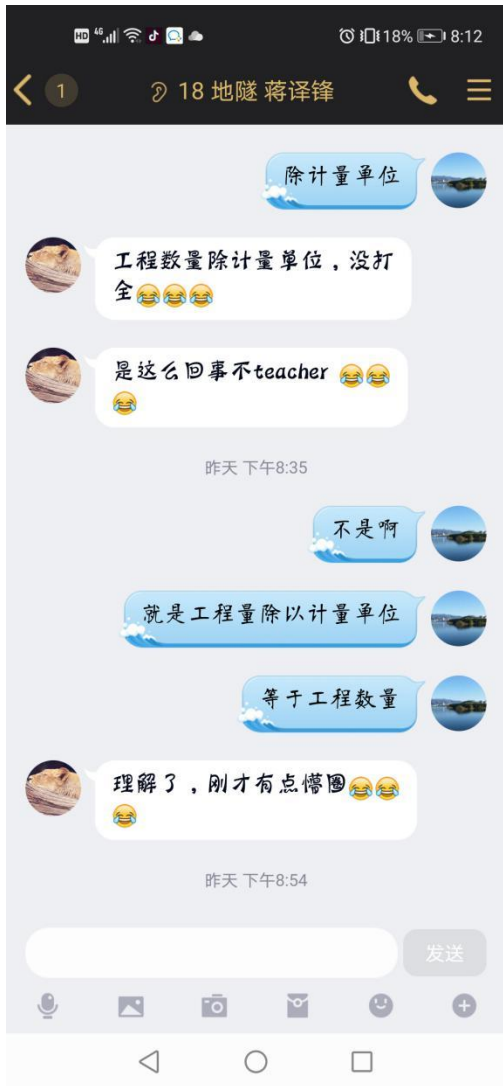 HD 46 18% 8:12
1 18 地隧 蒋译锋
除计量单位
工程数量除计量单位，没打
全😂😂😂
是这么回事不teacher 😂😂
😂
昨天 下午8:35
不是啊
就是工程量除以计量单位
等于工程数量
理解了，刚才有点懵圈😂😂
😂
昨天 下午8:54
发送